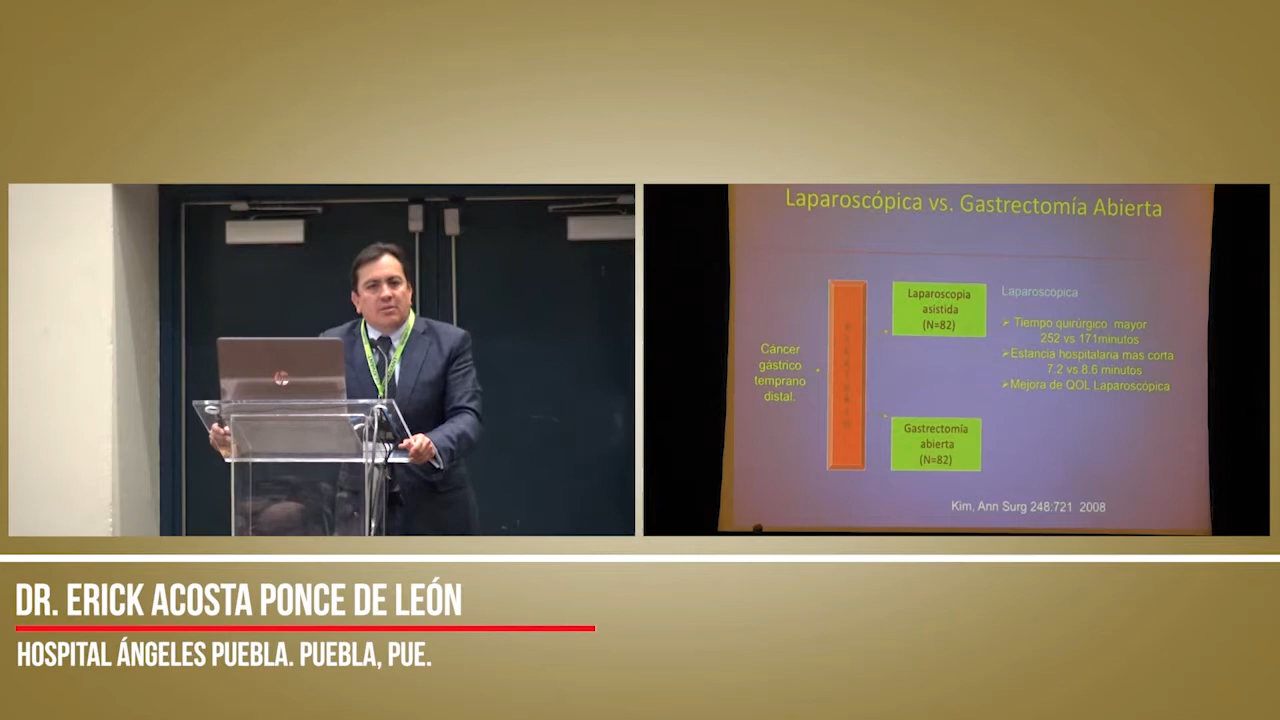 Laparoscópica vs. Gastrectomía Abierta
Cáncer
gástrico
temprano
distal.
Laparoscopia
asistida
(N=82)
Gastrectomía
abierta
(N=82)
Laparoscópica
➢ Tiempo quirúrgico mayor
252 vs 171minutos
➢Estancia hospitalaria mas corta
7.2 vs 8.6 minutos
➢Mejora de QOL Laparoscópica
Kim, Ann Surg 248:721 2008
DR. ERICK ACOSTA PONCE DE LEÓN
HOSPITAL ÁNGELES PUEBLA. PUEBLA, PUE.